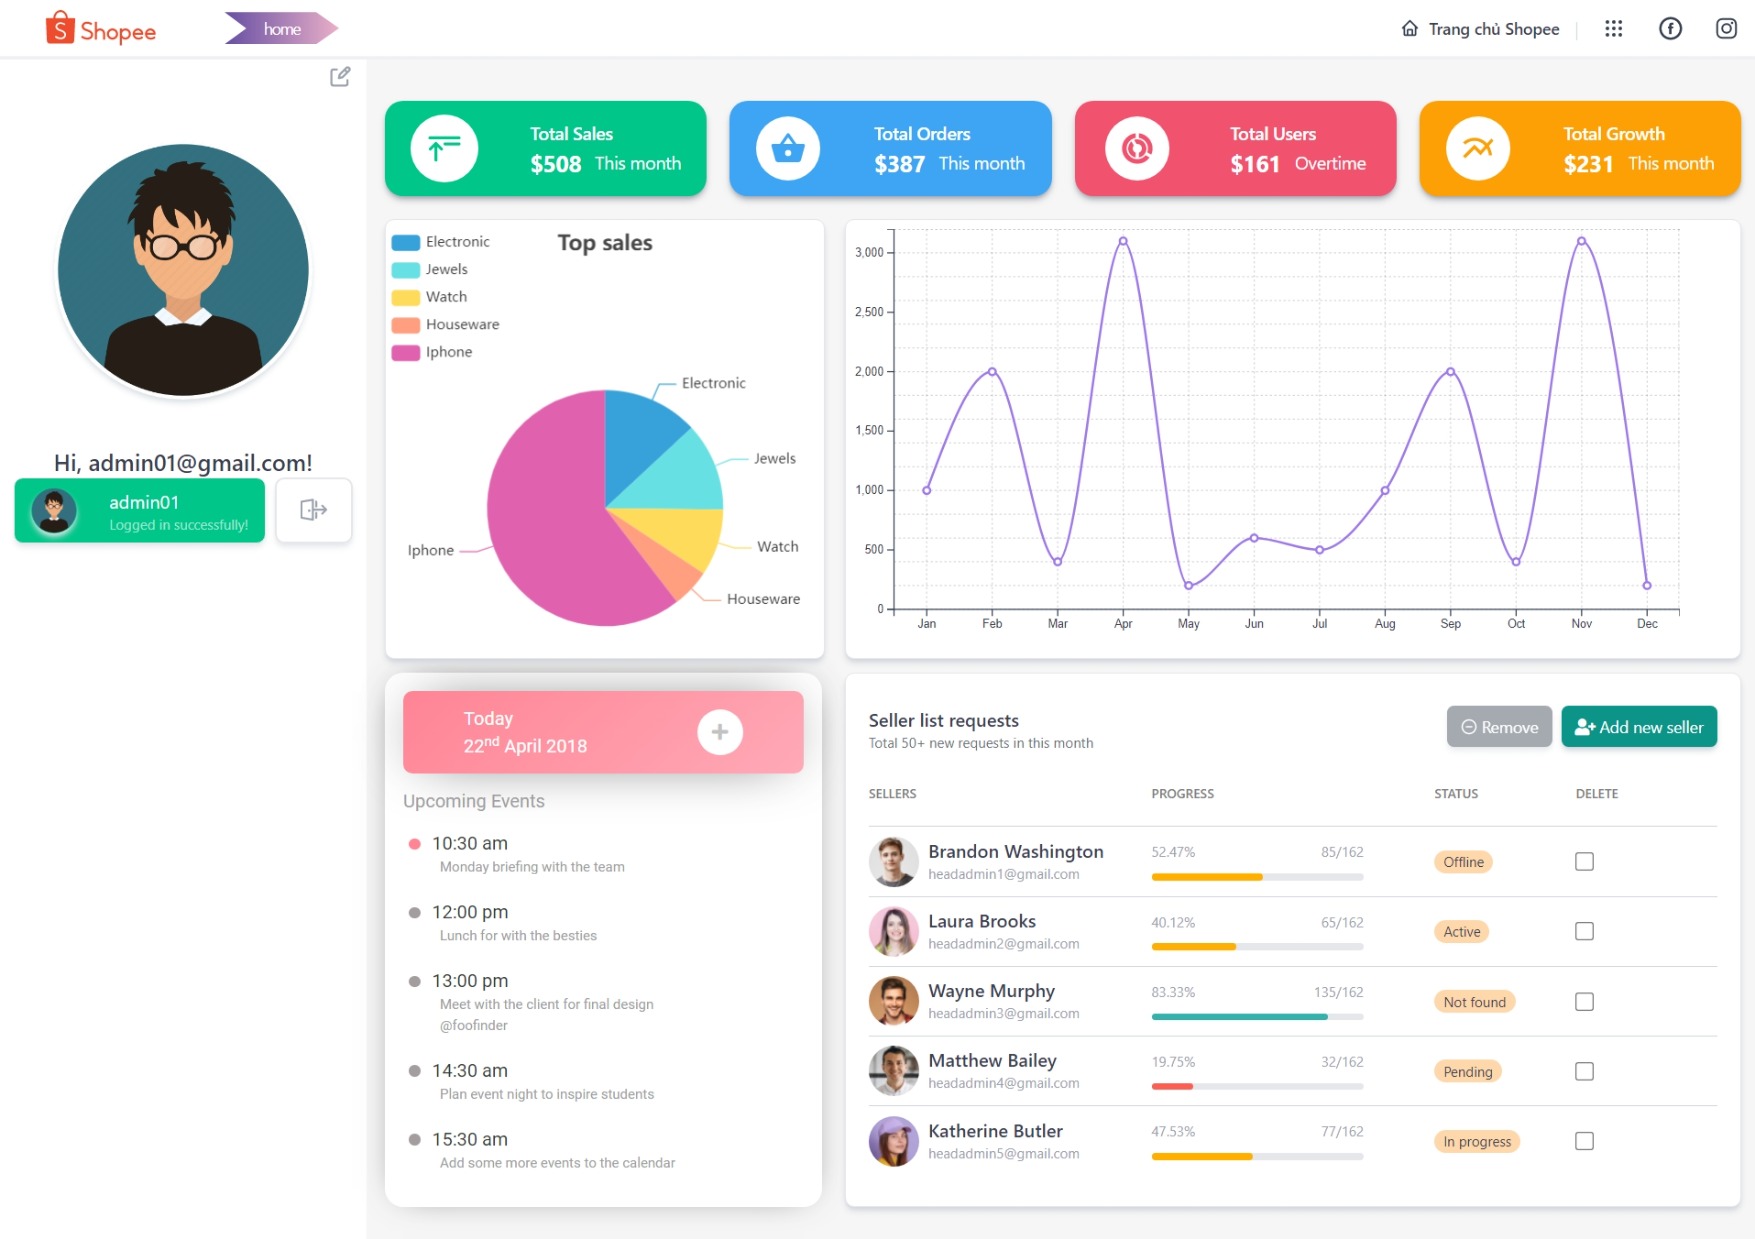 Shopee
home
Trang chủ Shopee
Hi, admin01@gmail.com!
admin01
Logged in successfully!
Total Sales
$508 This month
Total Orders
$387 This month
Total Users
$161 Overtime
Total Growth
$231 This month
Top sales
Electronic
Jewels
Watch
Houseware
Iphone
Electronic
Jewels
Watch
Houseware
Iphone
3,000
2,500
2,000
1,500
1,000
500
0
Jan Feb Mar Apr May Jun Jul Aug Sep Oct Nov Dec
Today
22nd April 2018
Upcoming Events
10:30 am
Monday briefing with the team
12:00 pm
Lunch for with the besties
13:00 pm
Meet with the client for final design
@foofinder
14:30 am
Plan event night to inspire students
15:30 am
Add some more events to the calendar
Seller list requests
Total 50+ new requests in this month
Remove
Add new seller
SELLERS PROGRESS STATUS DELETE
Brandon Washington
headadmin1@gmail.com
52.47% 85/162
Offline
Laura Brooks
headadmin2@gmail.com
40.12% 65/162
Active
Wayne Murphy
headadmin3@gmail.com
83.33% 135/162
Not found
Matthew Bailey
headadmin4@gmail.com
19.75% 32/162
Pending
Katherine Butler
headadmin5@gmail.com
47.53% 77/162
In progress